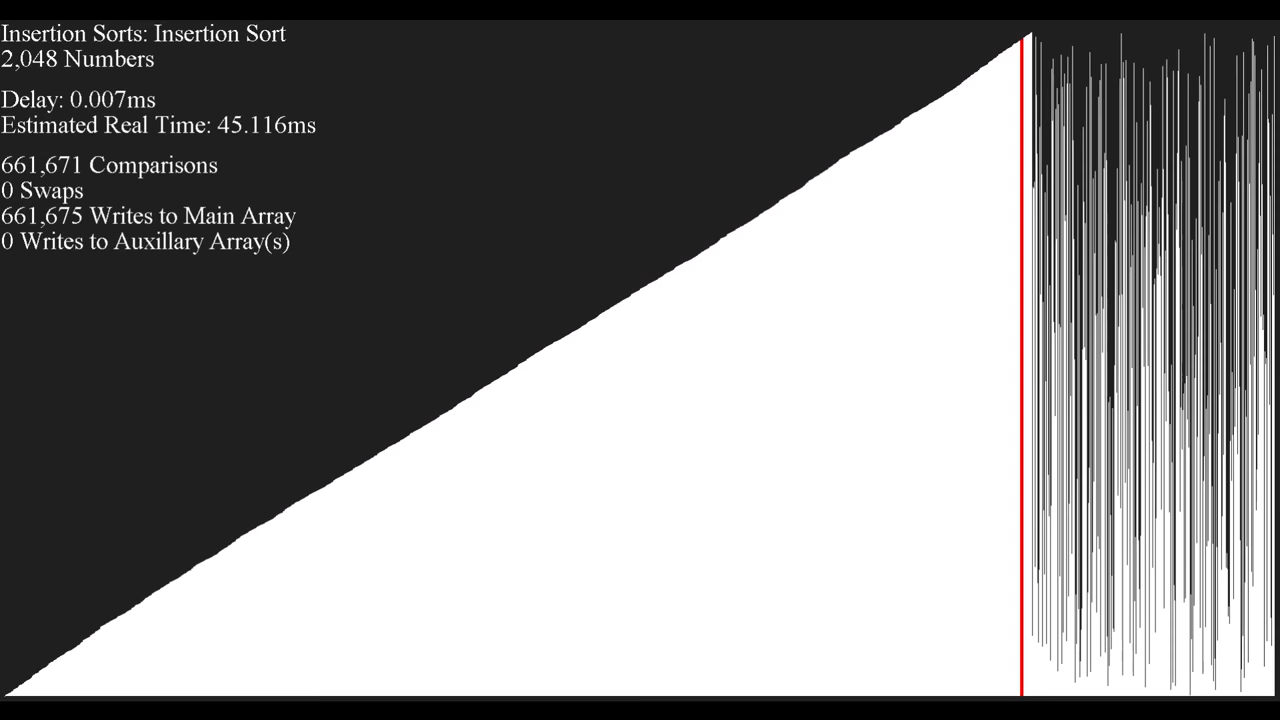 Insertion Sorts: Insertion Sort
2,048 Numbers
Delay: 0.007ms
Estimated Real Time: 45.116ms
661,671 Comparisons
0 Swaps
661,675 Writes to Main Array
0 Writes to Auxillary Array(s)